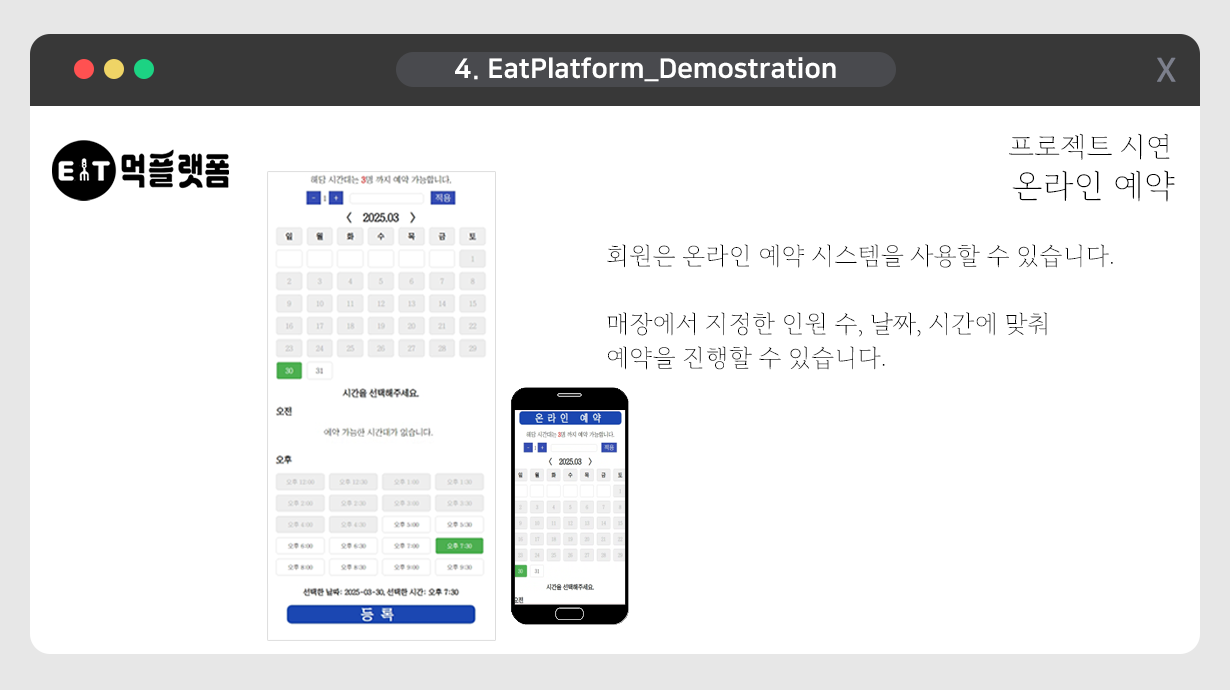 4. EatPlatform_Demostration
X
EAT 먹플랫폼
프로젝트 시연
온라인 예약
회원은 온라인 예약 시스템을 사용할 수 있습니다.
매장에서 지정한 인원 수, 날짜, 시간에 맞춰
예약을 진행할 수 있습니다.
해당 시간대는 3명 까지 예약 가능합니다.
- 1 + 적용
〈 2025.03 〉
일 월 화 수 목 금 토
1
2 3 4 5 6 7 8
9 10 11 12 13 14 15
16 17 18 19 20 21 22
23 24 25 26 27 28 29
30 31
시간을 선택해주세요.
오전
예약 가능한 시간대가 없습니다.
오후
오후 12:00 오후 12:30 오후 1:00 오후 1:30
오후 2:00 오후 2:30 오후 3:00 오후 3:30
오후 4:00 오후 4:30 오후 5:00 오후 5:30
오후 6:00 오후 6:30 오후 7:00 오후 7:30
오후 8:00 오후 8:30 오후 9:00 오후 9:30
선택한 날짜: 2025-03-30, 선택한 시간: 오후 7:30
등 록
온라인 예약
해당 시간대는 3명 까지 예약 가능합니다.
- 1 + 적용
〈 2025.03 〉
일 월 화 수 목 금 토
1
2 3 4 5 6 7 8
9 10 11 12 13 14 15
16 17 18 19 20 21 22
23 24 25 26 27 28 29
30 31
시간을 선택해주세요.
오전